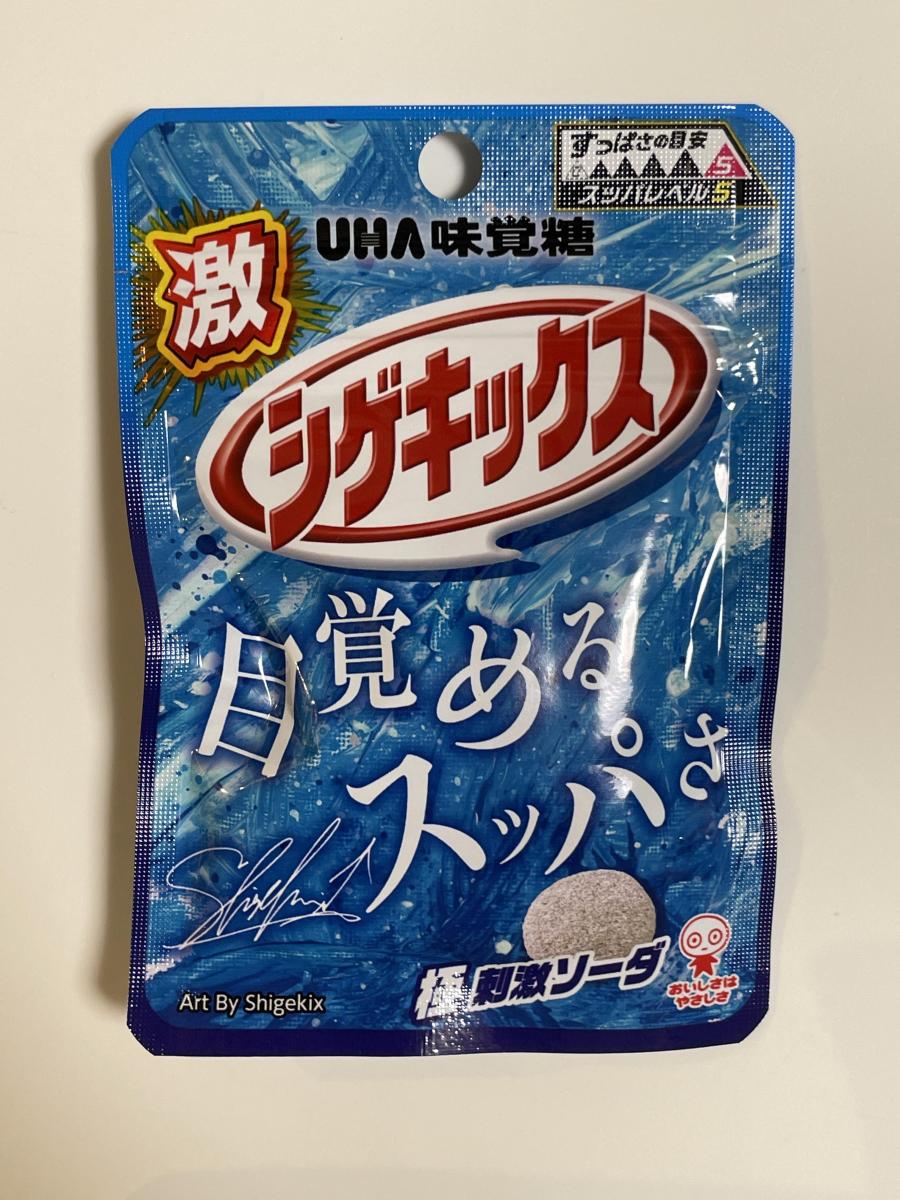 すっぱさの目安
5
スッパレベル5
UHA味覚糖
激
シゲキックス
目覚める
スッパさ
極刺激ソーダ
おいしさは
やさしさ
Art By Shigekix